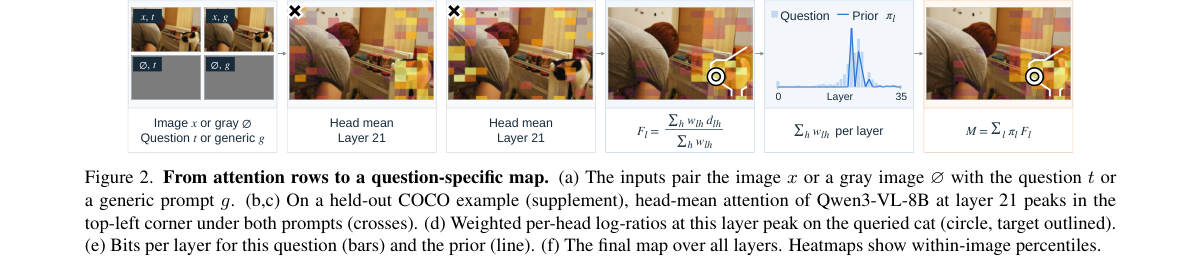 x, t
x, g
∅, t
∅, g
Image x or gray ∅
Question t or generic g
Head mean
Layer 21
Head mean
Layer 21
F_l = ∑_h w_lh d_lh / ∑_h w_lh
Question — Prior π_l
0 Layer 35
∑_h w_lh per layer
M = ∑_l π_l F_l
Figure 2. From attention rows to a question-specific map. (a) The inputs pair the image x or a gray image ∅ with the question t or
a generic prompt g. (b,c) On a held-out COCO example (supplement), head-mean attention of Qwen3-VL-8B at layer 21 peaks in the
top-left corner under both prompts (crosses). (d) Weighted per-head log-ratios at this layer peak on the queried cat (circle, target outlined).
(e) Bits per layer for this question (bars) and the prior (line). (f) The final map over all layers. Heatmaps show within-image percentiles.